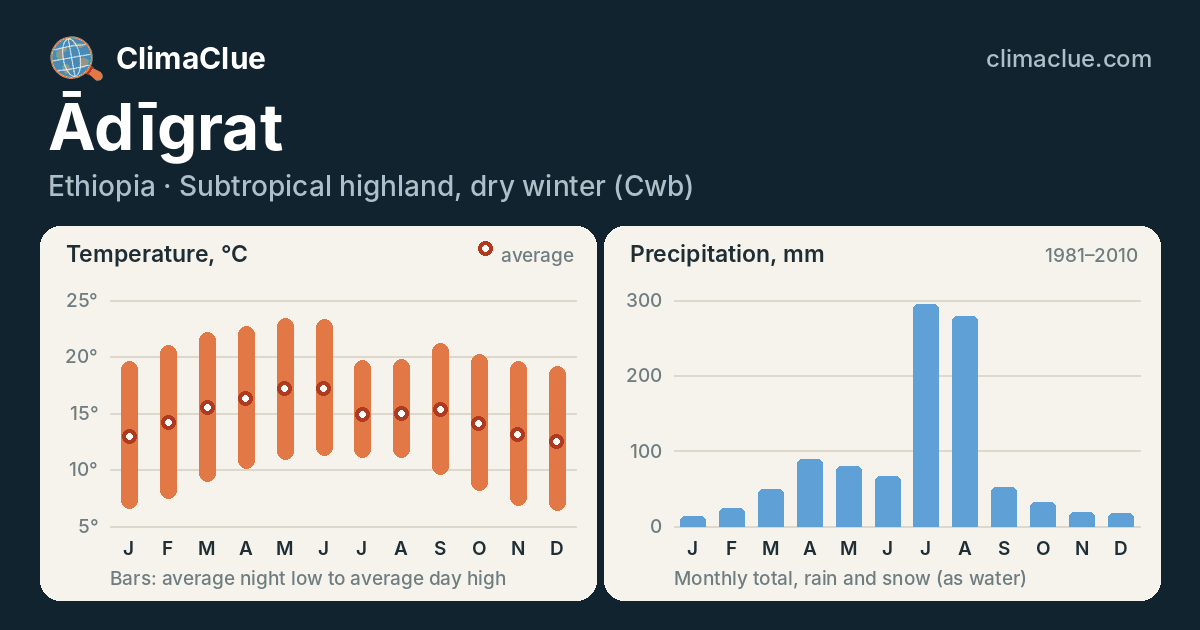 ClimaClue
climaclue.com
Ādīgrat
Ethiopia · Subtropical highland, dry winter (Cwb)
Temperature, °C
average
25°
20°
15°
10°
5°
J F M A M J J A S O N D
Bars: average night low to average day high
Precipitation, mm
1981–2010
300
200
100
0
J F M A M J J A S O N D
Monthly total, rain and snow (as water)